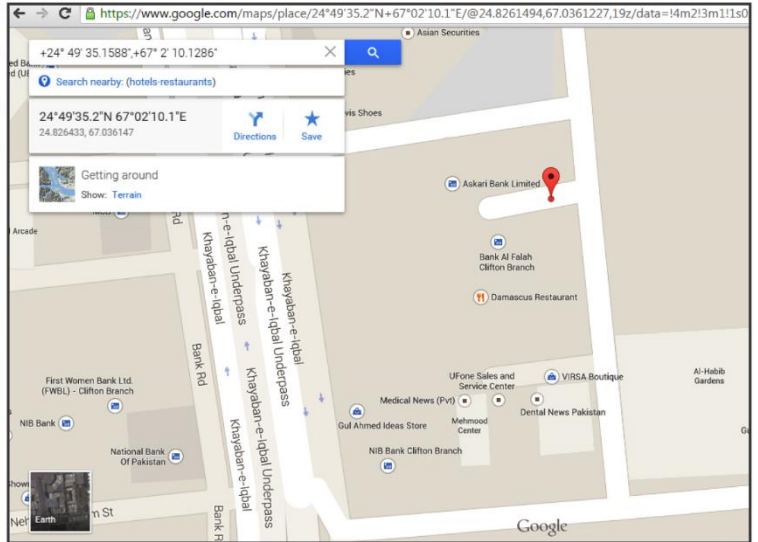 https://www.google.com/maps/place/24°49'35.2"N+67°02'10.1"E/@24.8261494,67.0361227,19z/data=!4m2!3m1!1s0
+24° 49' 35.1588",+67° 2' 10.1286"
Search nearby: (hotels-restaurants)
24°49'35.2"N 67°02'10.1"E
24.826433, 67.036147
Directions
Save
Getting around
Show: Terrain
Asian Securities
vis Shoes
Askari Bank Limited
Bank Al Falah
Clifton Branch
Damascus Restaurant
Arcade
Rd
Khayaban-e-Iqbal
Khayaban-e-Iqbal Underpass
Khayaban-e-Iqbal
Khayaban-e-Iqbal Underpass
Bank Rd
Khayaban-e-Iqbal Underpass
Khayaban-e-Iqbal
First Women Bank Ltd.
(FWBL) - Clifton Branch
NIB Bank
National Bank
Of Pakistan
UFone Sales and
Service Center
VIRSA Boutique
Al-Habib
Gardens
Medical News (Pvt)
Mehmood
Center
Dental News Pakistan
Gul Ahmed Ideas Store
NIB Bank Clifton Branch
Earth
St
Bank R
Google